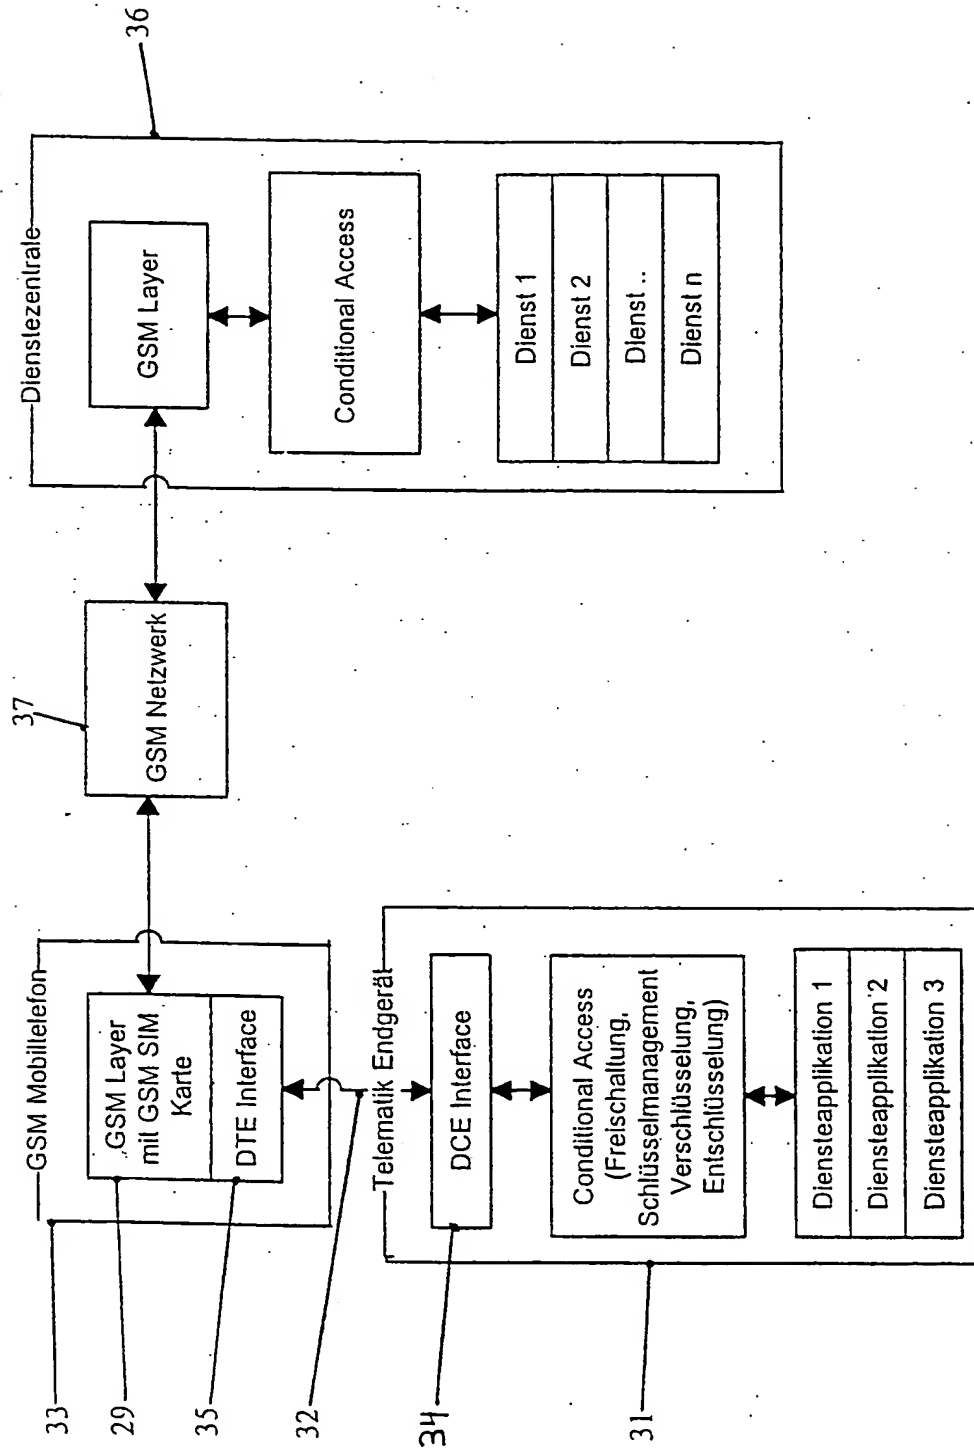 33
29
35
32
34
31
GSM Mobiltelefon
GSM Layer
mit GSM SIM
Karte
DTE Interface
Telematik Endgerät
DCE Interface
Conditional Access
(Freischaltung,
Schlüsselmanagement
Verschlüsselung,
Entschlüsselung)
Diensteapplikation 1
Diensteapplikation 2
Diensteapplikation 3
37
GSM Netzwerk
Dienstezentrale
36
GSM Layer
Conditional Access
Dienst 1
Dienst 2
Dienst ..
Dienst n